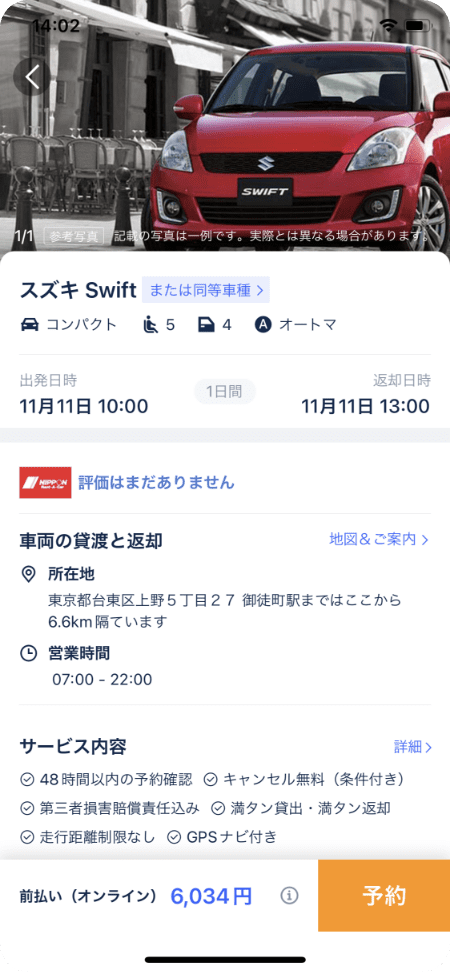 14:02
SWIFT
1/1 参考写真 記載の写真は一例です。実際とは異なる場合があります。
スズキ Swift または同等車種 >
コンパクト 5 4 A オートマ
出発日時 返却日時
11月11日 10:00 1日間 11月11日 13:00
NIPPON Rent-A-Car 評価はまだありません
車両の貸渡と返却 地図＆ご案内 >
所在地
東京都台東区上野５丁目２７ 御徒町駅まではここから
6.6km隔ています
営業時間
07:00 - 22:00
サービス内容 詳細 >
48時間以内の予約確認 キャンセル無料（条件付き）
第三者損害賠償責任込み 満タン貸出・満タン返却
走行距離制限なし GPSナビ付き
前払い（オンライン） 6,034円 予約